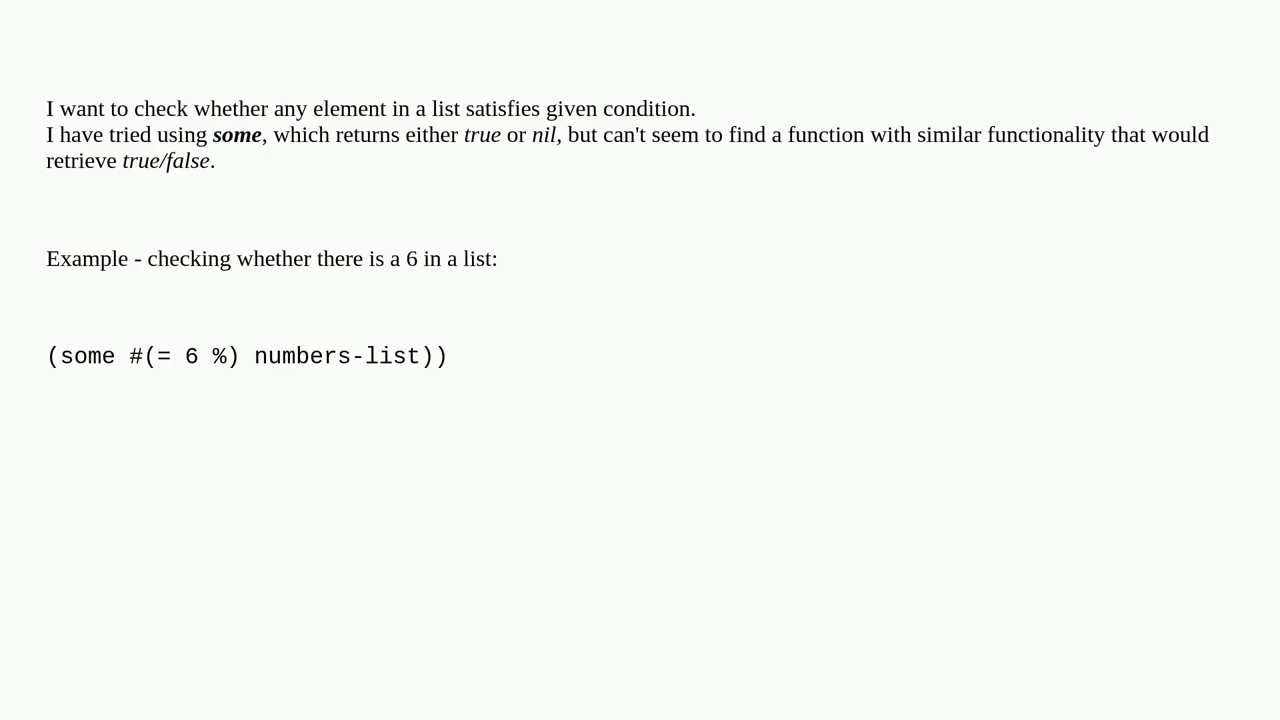 I want to check whether any element in a list satisfies given condition.
I have tried using some, which returns either true or nil, but can't seem to find a function with similar functionality that would
retrieve true/false.
Example - checking whether there is a 6 in a list:
(some #(= 6 %) numbers-list))